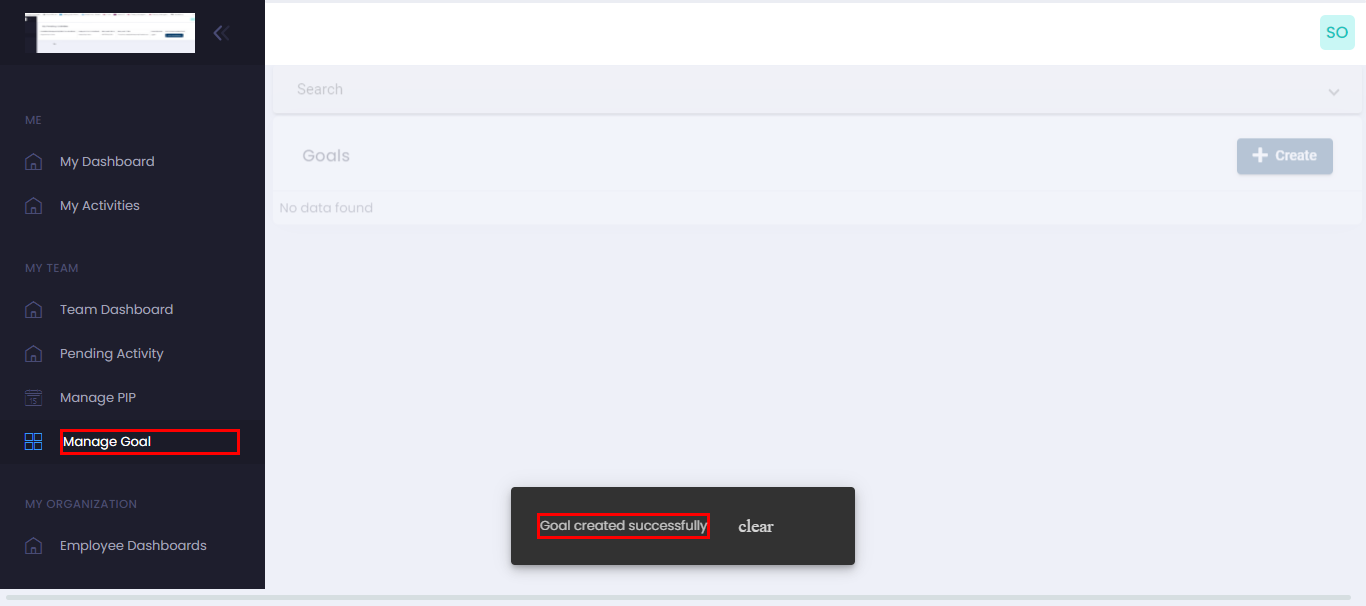 SO
ME
My Dashboard
My Activities
MY TEAM
Team Dashboard
Pending Activity
Manage PIP
Manage Goal
MY ORGANIZATION
Employee Dashboards
Search
Goals
Create
No data found
Goal created successfully clear